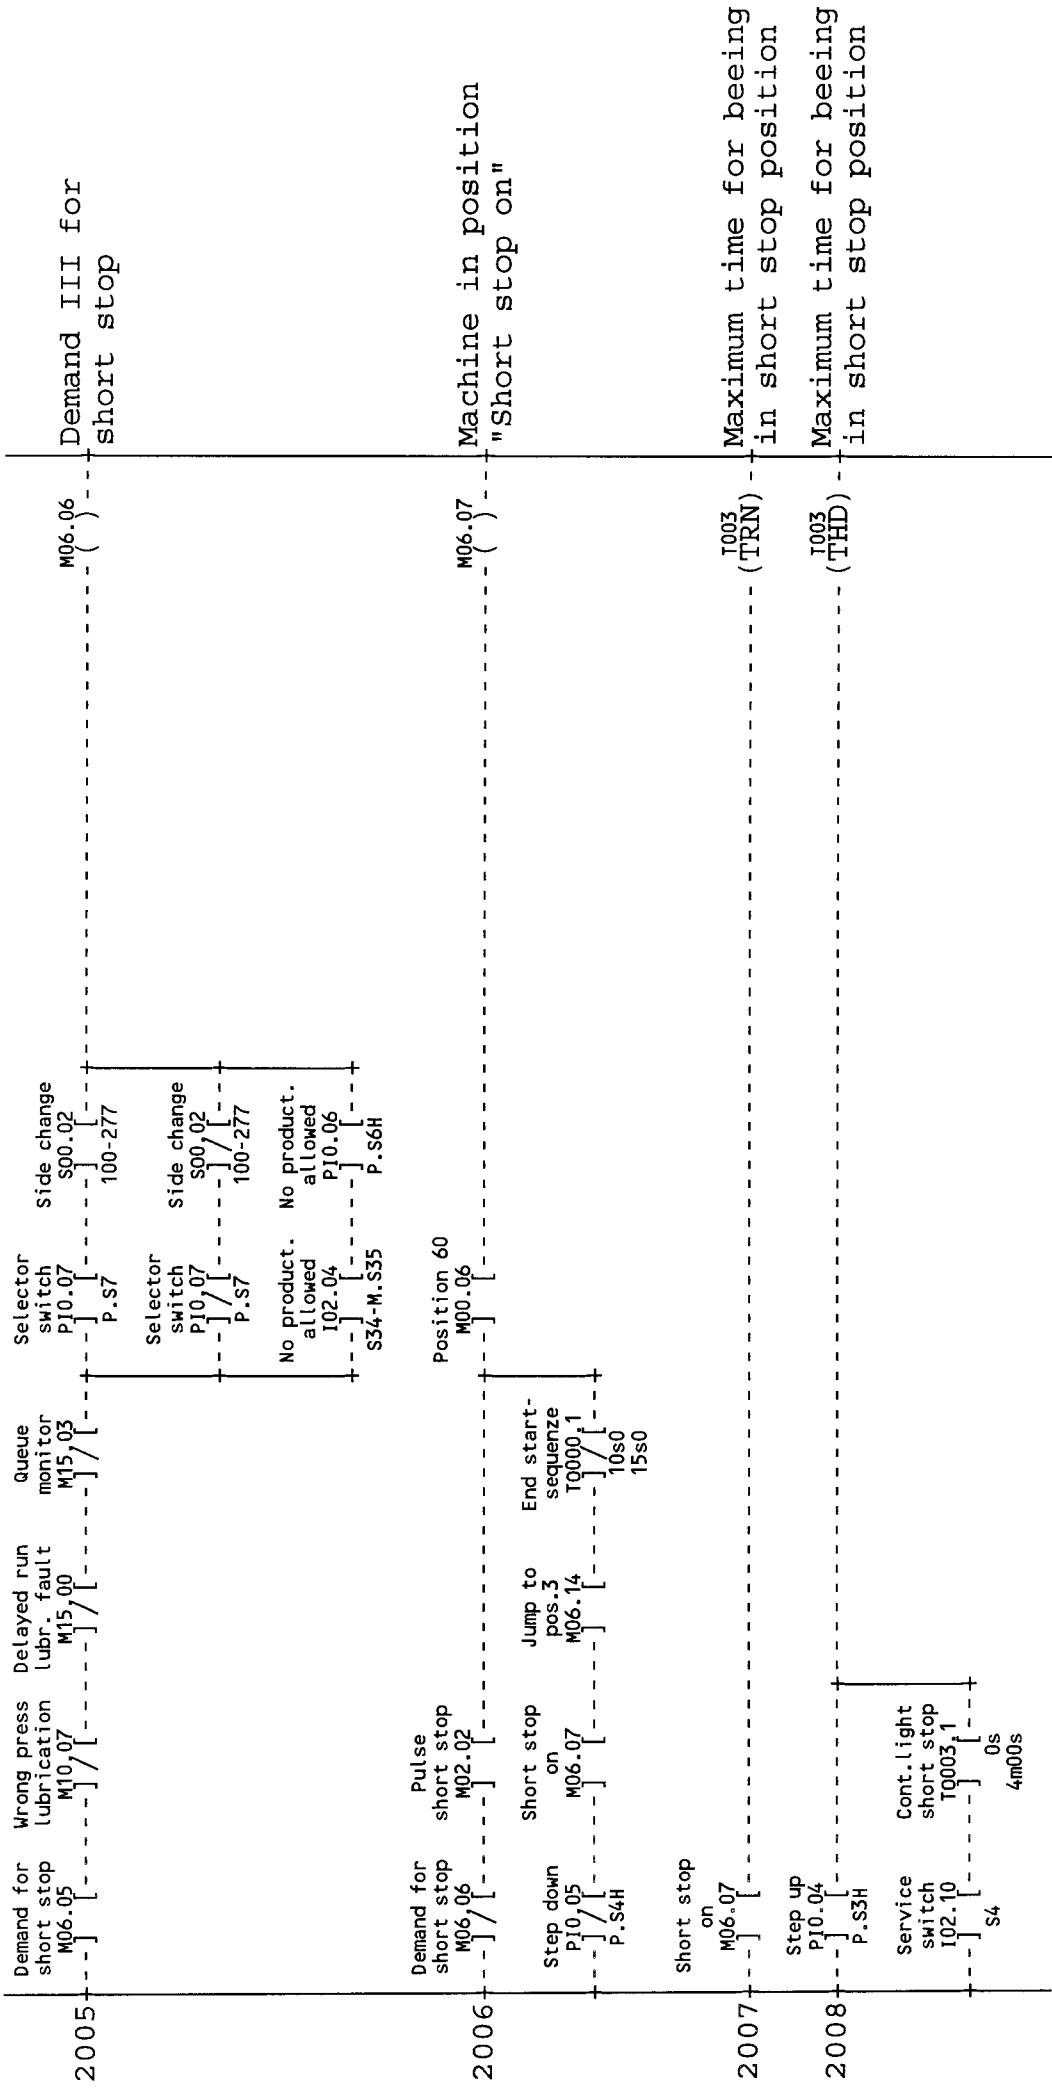 Demand for
short stop
M06.05
] [
Wrong press
lubrication
M10.07
]/[
Delayed run
lubr. fault
M15.00
]/[
Queue
monitor
M15.03
]/[
Selector
switch
PI0.07
] [
P.S7
Side change
S00.02
] [
100-277
M06.06
( )
2005
Demand III for
short stop
Selector
switch
PI0.07
]/[
P.S7
Side change
S00.02
]/[
100-277
No product.
allowed
I02.04
] [
S34-M.S35
No product.
allowed
PI0.06
] [
P.S6H
Demand for
short stop
M06.06
]/[
Pulse
short stop
M02.02
] [
Position 60
M00.06
] [
M06.07
( )
2006
Machine in position
"Short stop on"
Step down
PI0.05
]/[
P.S4H
Short stop
on
M06.07
] [
Jump to
pos.3
M06.14
] [
End start-
sequenze
T0000.1
]/[
10s0
15s0
Short stop
on
M06.07
] [
T003
(TRN)
2007
Maximum time for beeing
in short stop position
Step up
PI0.04
] [
P.S3H
T003
(THD)
2008
Maximum time for beeing
in short stop position
Service
switch
I02.10
] [
S4
Cont.light
short stop
T0003.1
] [
0s
4m00s